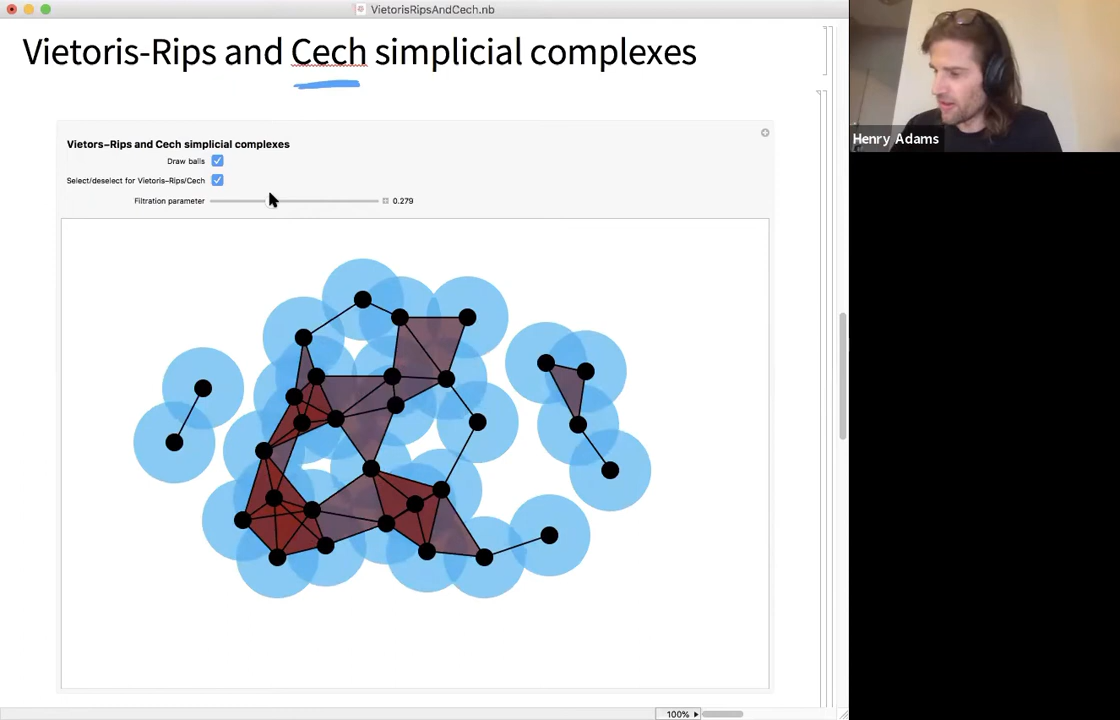 VietorisRipsAndCech.nb
Vietoris-Rips and Cech simplicial complexes
Henry Adams
Vietors-Rips and Cech simplicial complexes
Draw balls
Select/deselect for Vietoris-Rips/Cech
Filtration parameter 0.279
100%